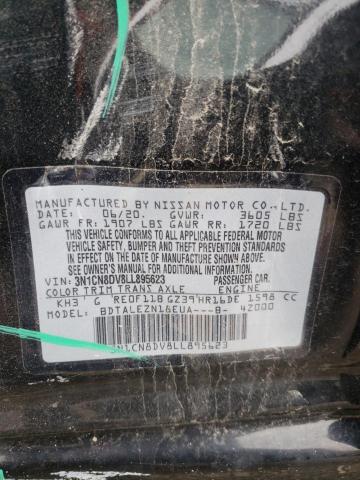 MANUFACTURED BY NISSAN MOTOR CO., LTD.
DATE: 06/20. GVWR: 3605 LBS
GAWR FR: 1907 LBS GAWR RR: 1720 LBS
THIS VEHICLE CONFORMS TO ALL APPLICABLE FEDERAL MOTOR
VEHICLE SAFETY, BUMPER AND THEFT PREVENTION STANDARDS
IN EFFECT ON THE DATE OF MANUFACTURE SHOWN ABOVE.
SEE OWNER'S MANUAL FOR ADDITIONAL INFORMATION.
VIN: 3N1CN8DV8LL895623 PASSENGER CAR.
COLOR TRIM TRANS AXLE ENGINE
KH3 G RE0F11B GZ39 HR16DE 1598 CC
MODEL: BDTALEZN18EUA---B- 42000
3N1CN8DV8LL895623